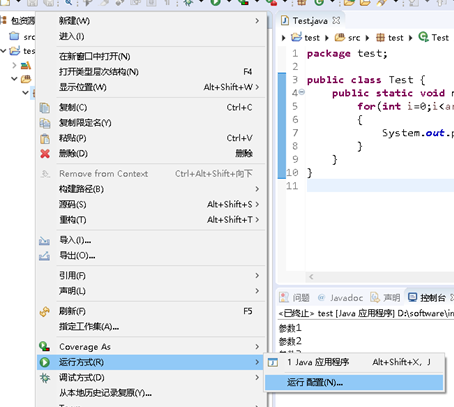 包资源
src
test
新建(W)
进入(I)
在新窗口中打开(N)
打开类型层次结构(N) F4
显示位置(W) Alt+Shift+W
复制(C) Ctrl+C
复制限定名(Y)
粘贴(P) Ctrl+V
删除(D) 删除
Remove from Context Ctrl+Alt+Shift+向下
构建路径(B)
源码(S) Alt+Shift+S
重构(T) Alt+Shift+T
导入(I)...
导出(O)...
引用(F)
声明(L)
刷新(F) F5
指定工作集(A)...
Coverage As
运行方式(R)
调试方式(D)
从本地历史记录复原(Y)...
1 Java 应用程序 Alt+Shift+X, J
运行 配置(N)...
Test.java
test src test Test
1 package test;
2
3 public class Test {
4 public static void
5 for(int i=0;i<ar
6 {
7 System.out.p
8 }
9 }
10 }
11
问题 Javadoc 声明 控制台
<已终止> test [Java 应用程序] D:\software\in
参数1
参数2